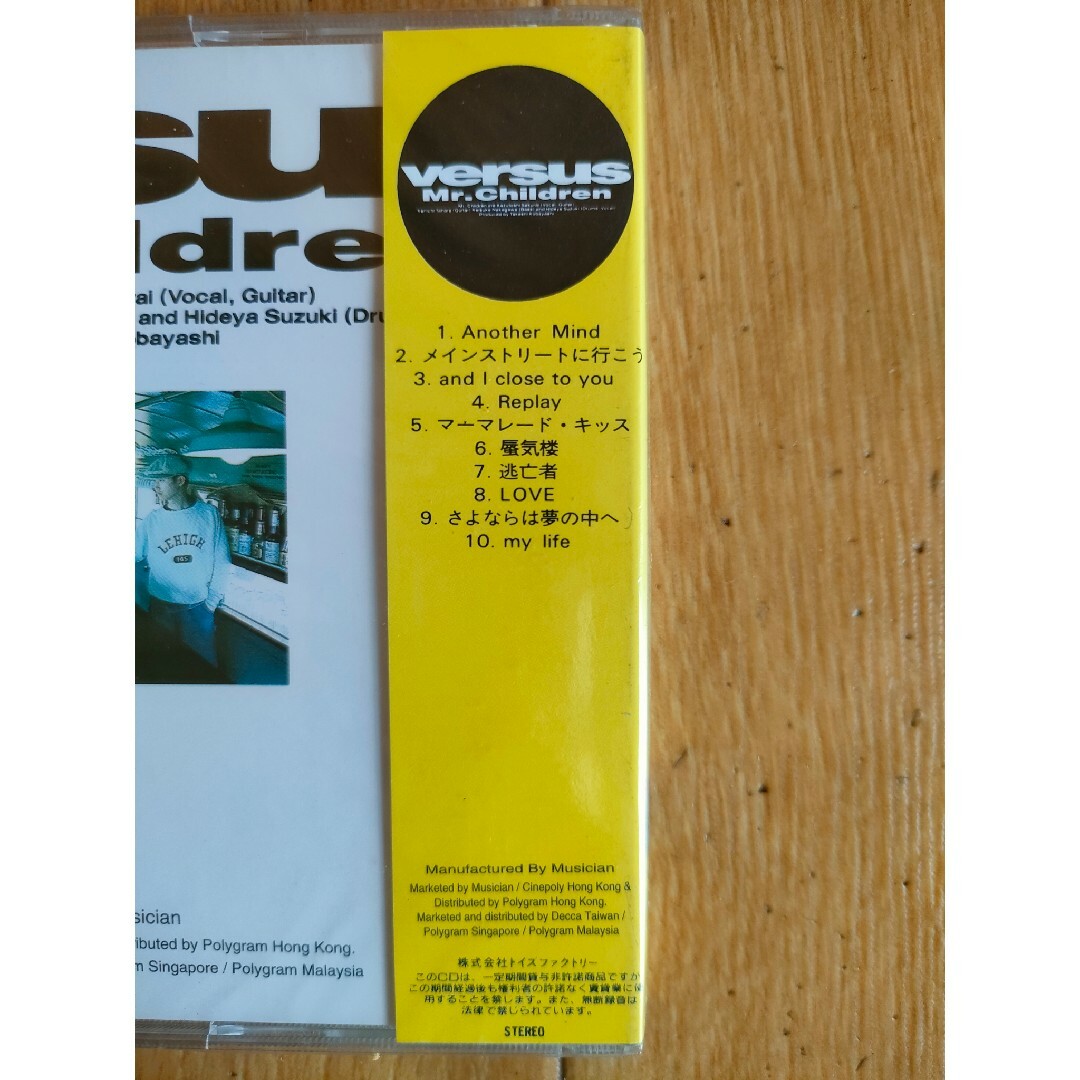 su
ldre
ai (Vocal, Guitar)
and Hideya Suzuki (Dru
bayashi
LEHIGH
sician
ributed by Polygram Hong Kong.
m Singapore / Polygram Malaysia
versus
Mr. Children
1. Another Mind
2. メインストリートに行こう
3. and I close to you
4. Replay
5. マーマレード・キッス
6. 蜃気楼
7. 逃亡者
8. LOVE
9. さよならは夢の中へ
10. my life
Manufactured By Musician
Marketed by Musician / Cinepoly Hong Kong &
Distributed by Polygram Hong Kong.
Marketed and distributed by Decca Taiwan /
Polygram Singapore / Polygram Malaysia
株式会社トイズファクトリー
このCDは、一定期間貸与非許諾商品ですが
この期間経過後も権利者の許諾なく賃貸業に使
用することを禁します。また、無断録音は
法律で禁じられています。
STEREO